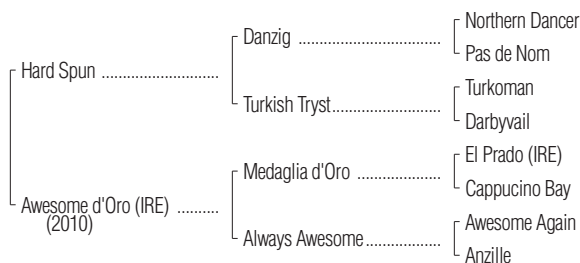 Northern Dancer
Danzig ....................................
Pas de Nom
Hard Spun ..............................
Turkoman
Turkish Tryst...........................
Darbyvail
El Prado (IRE)
Medaglia d'Oro .....................
Cappucino Bay
Awesome d'Oro (IRE) ..........
(2010)
Awesome Again
Always Awesome...................
Anzille